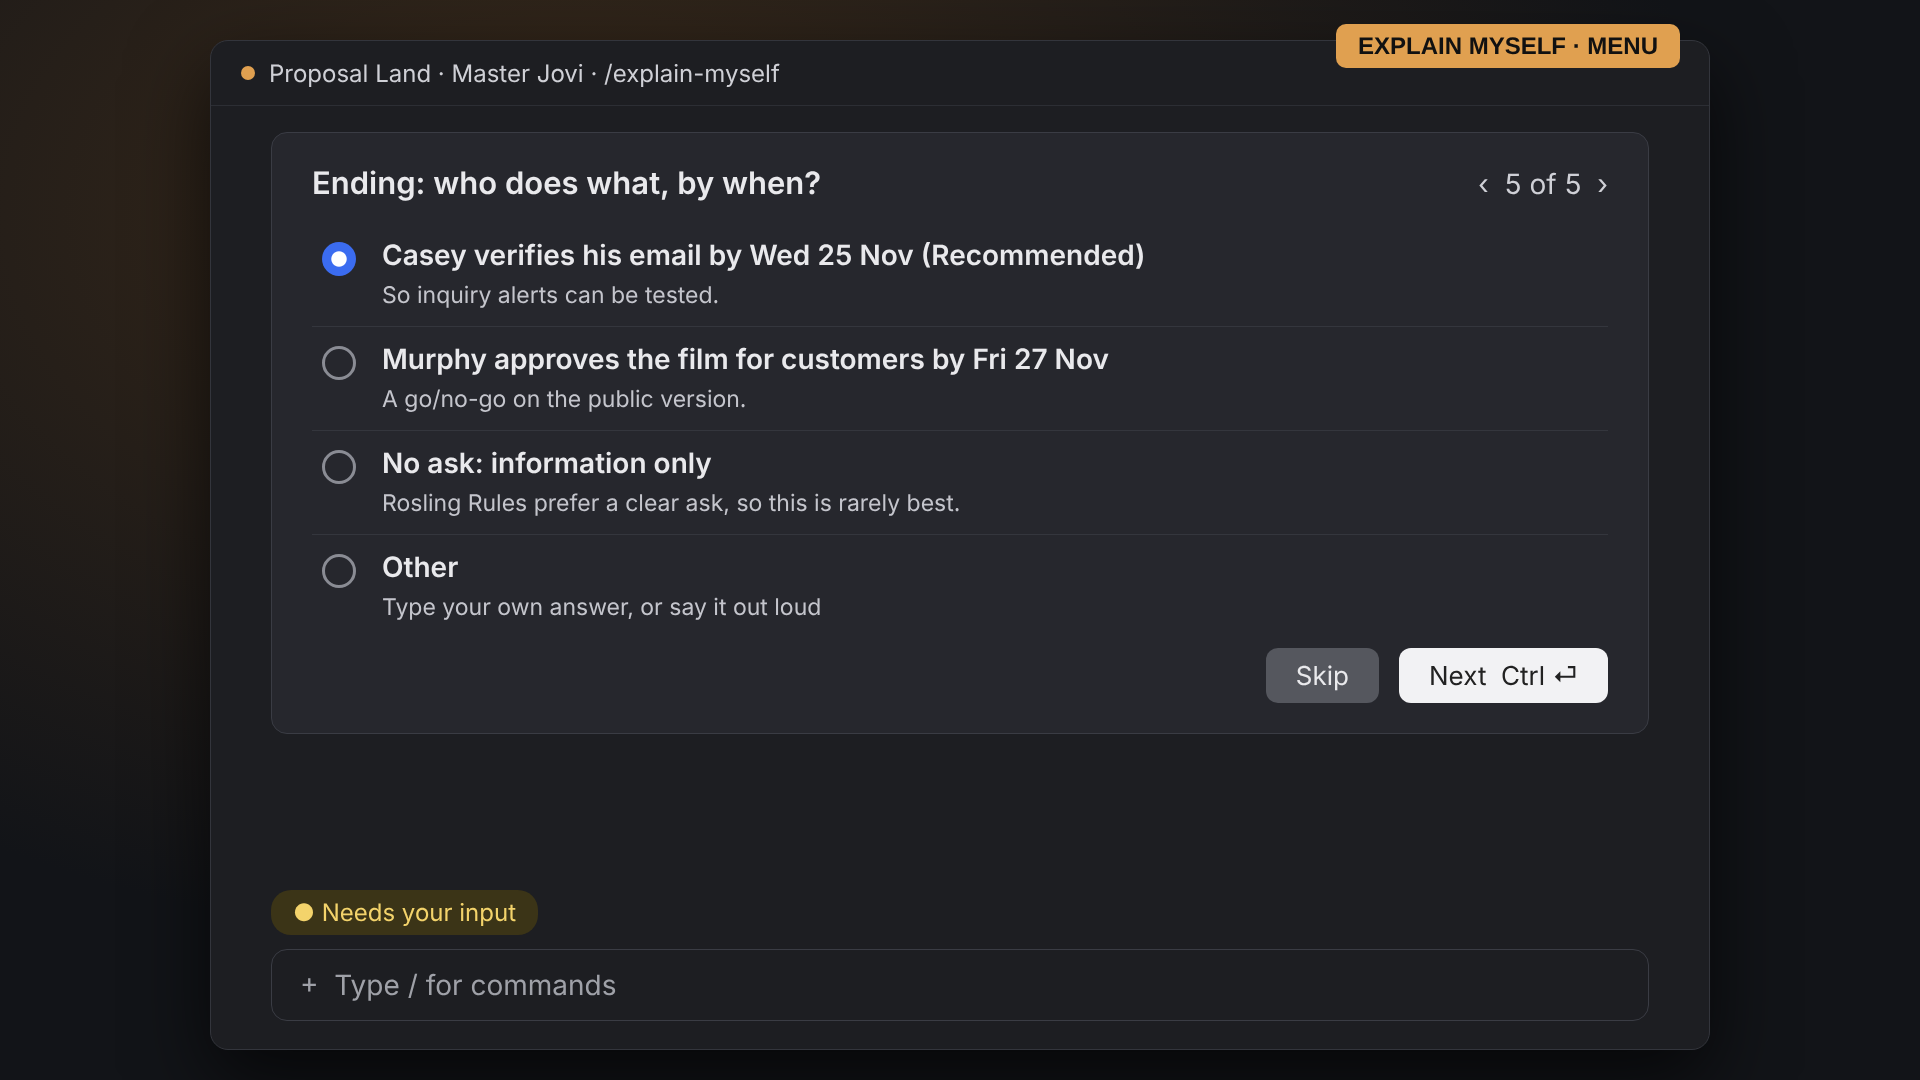 EXPLAIN MYSELF · MENU
Proposal Land · Master Jovi · /explain-myself
Ending: who does what, by when?
‹ 5 of 5 ›
Casey verifies his email by Wed 25 Nov (Recommended)
So inquiry alerts can be tested.
Murphy approves the film for customers by Fri 27 Nov
A go/no-go on the public version.
No ask: information only
Rosling Rules prefer a clear ask, so this is rarely best.
Other
Type your own answer, or say it out loud
Skip
Next Ctrl ⏎
Needs your input
+ Type / for commands